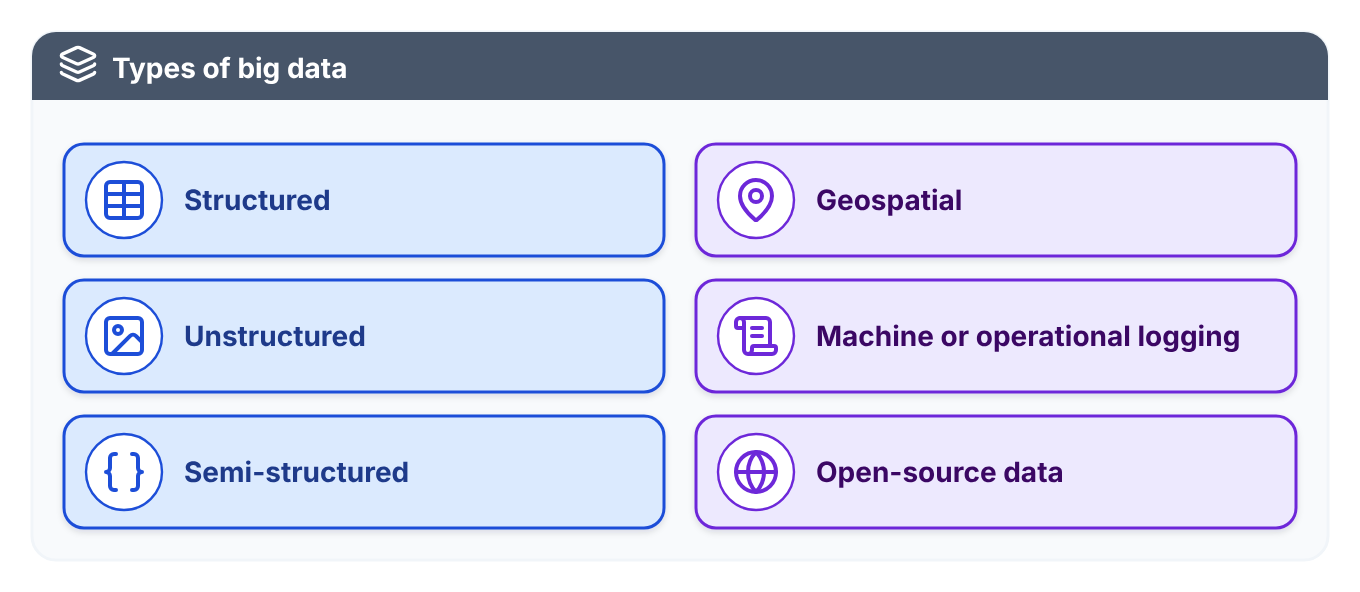 Types of big data
Structured
Geospatial
Unstructured
Machine or operational logging
Semi-structured
Open-source data